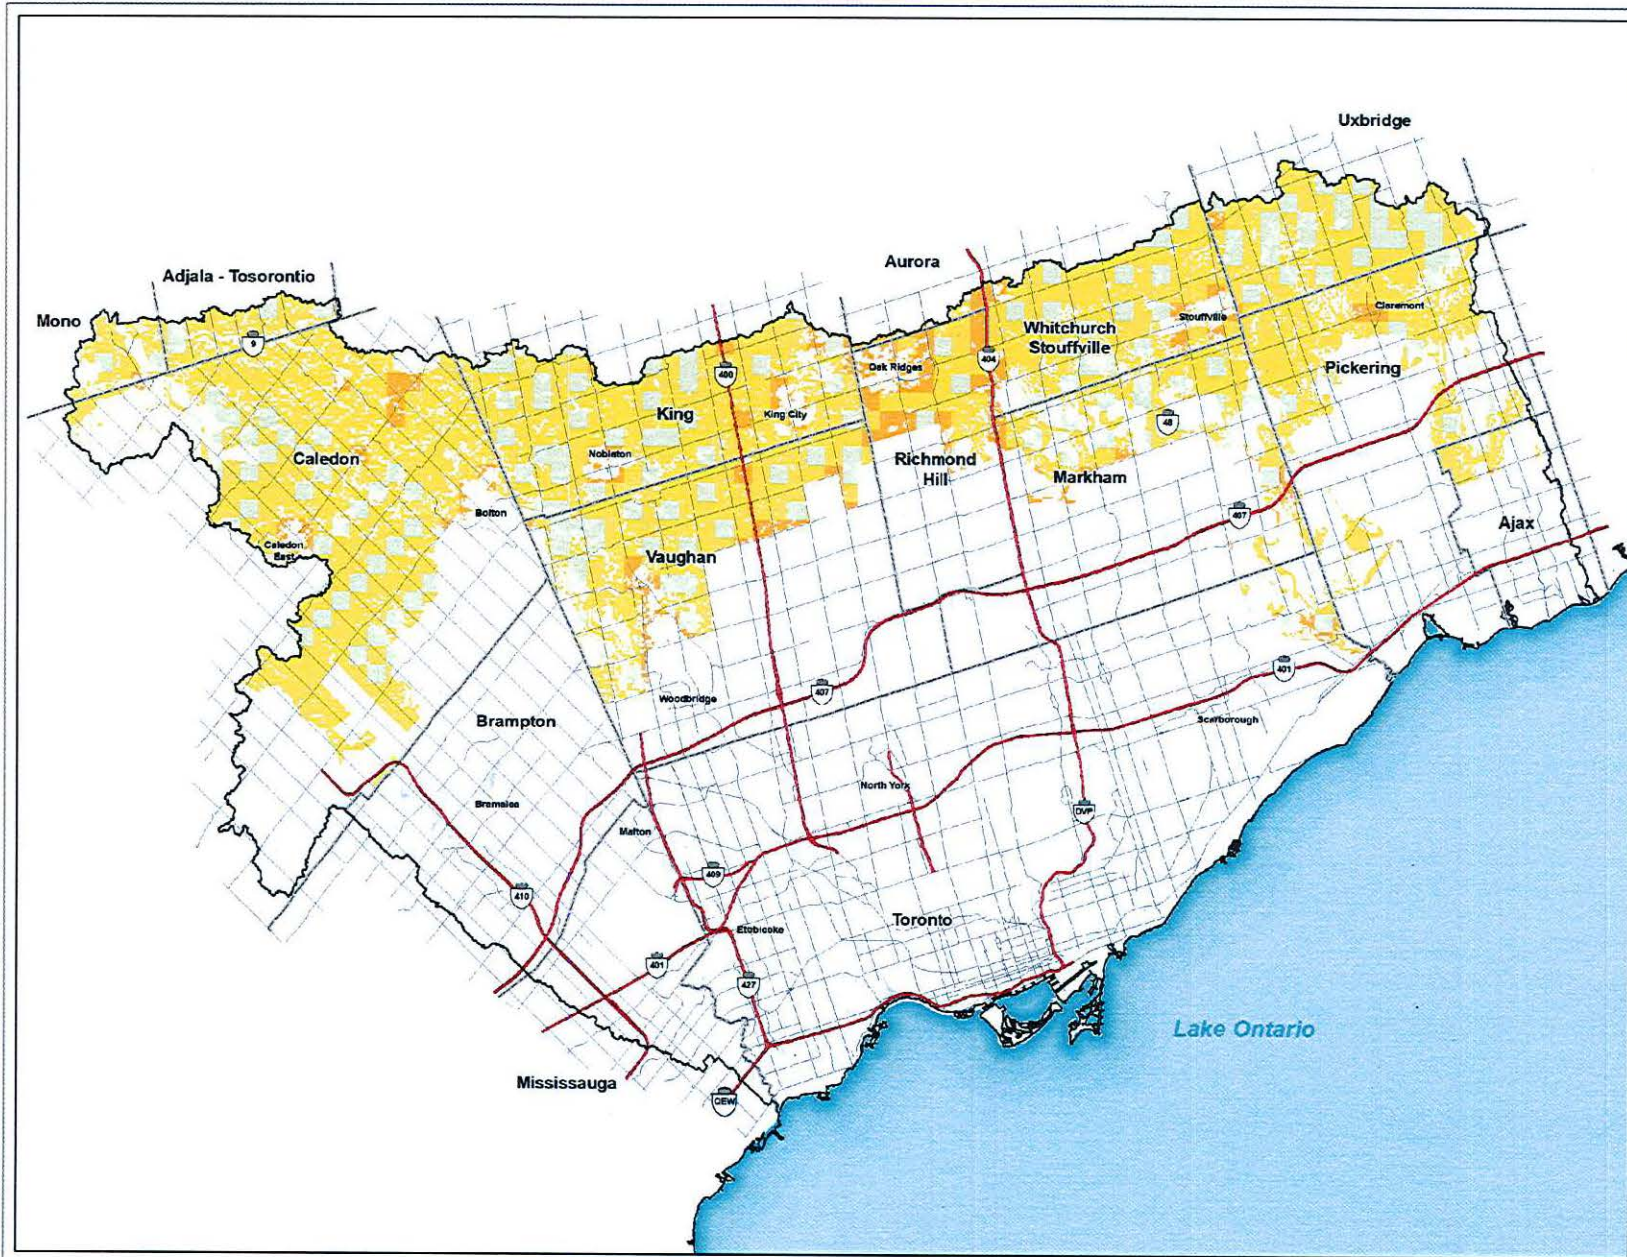 Uxbridge
Aurora
Adjala - Tosorontio
Mono
9
Claremont
Stouffville
Whitchurch
Stouffville
404
Oak Ridges
400
Pickering
King
King City
48
Caledon
Nobleton
Richmond
Hill
Markham
Bolton
407
Ajax
Caledon
East
Vaughan
401
Woodbridge
407
Brampton
Scarborough
North York
Bramalea
DVP
Malton
409
410
Toronto
Etobicoke
401
427
Lake Ontario
Mississauga
QEW